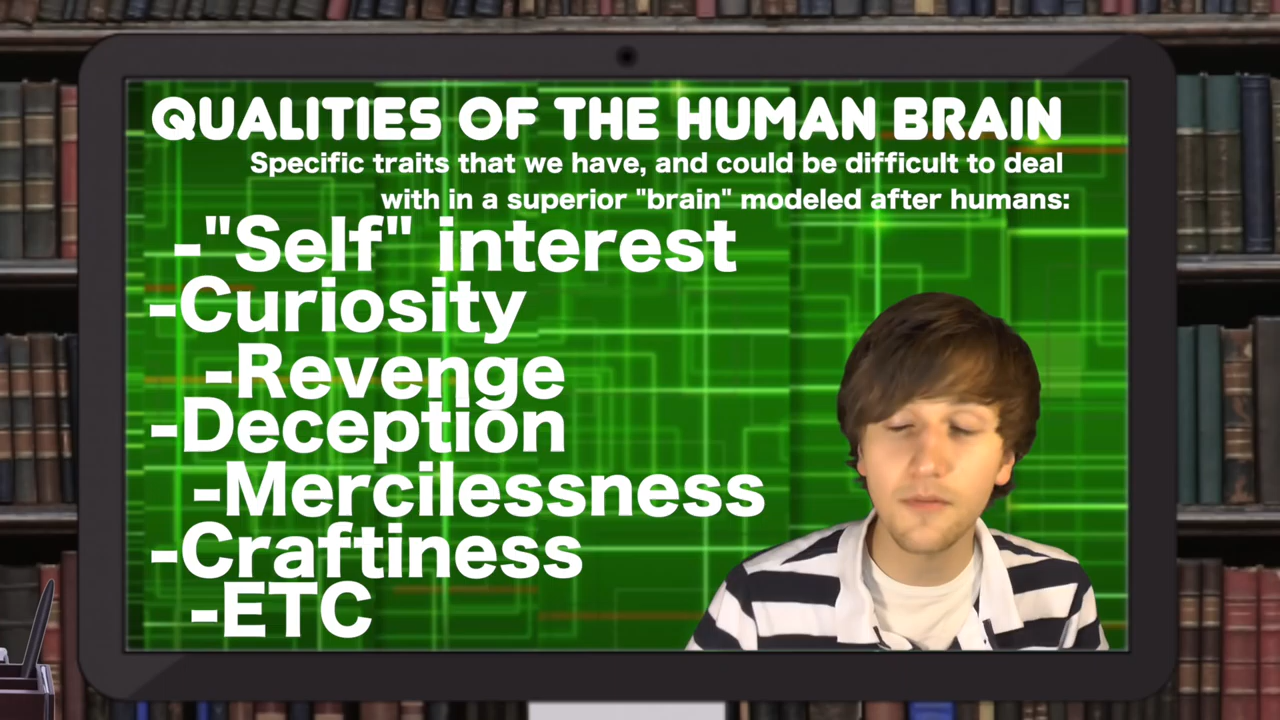 QUALITIES OF THE HUMAN BRAIN
Specific traits that we have, and could be difficult to deal
with in a superior "brain" modeled after humans:
-"Self" interest
-Curiosity
-Revenge
-Deception
-Mercilessness
-Craftiness
-ETC